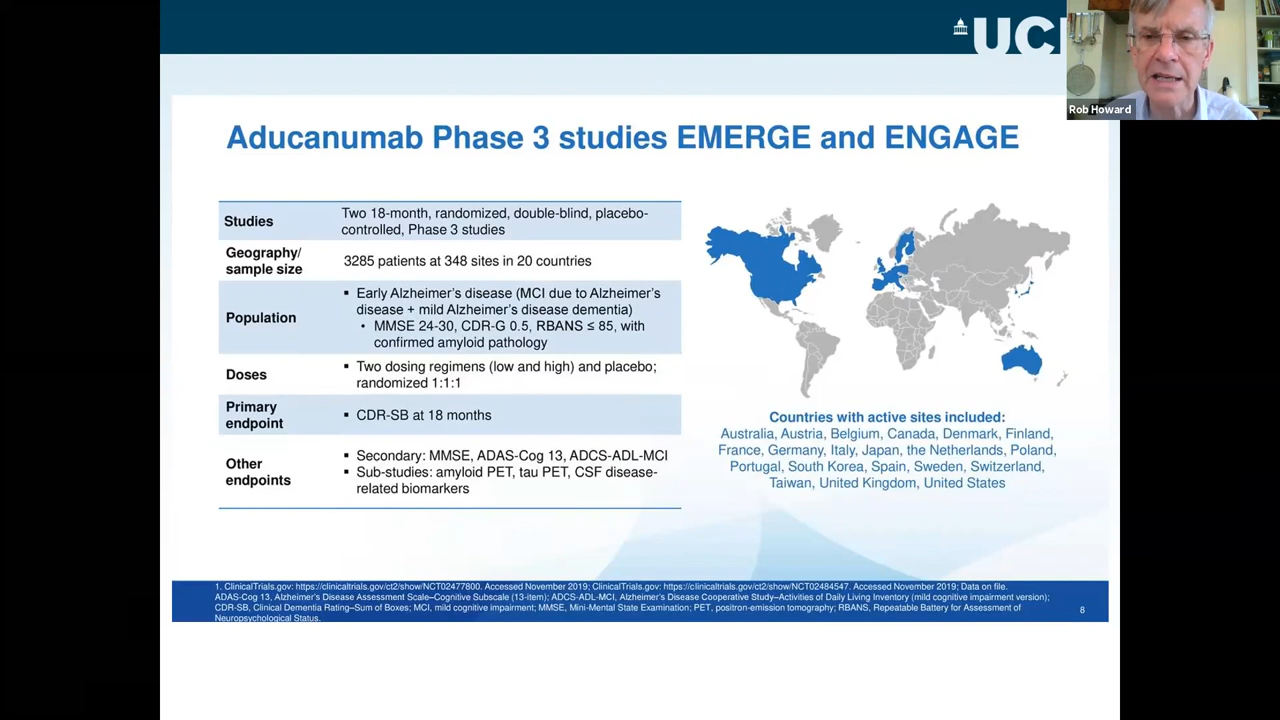 UCL
Rob Howard
Aducanumab Phase 3 studies EMERGE and ENGAGE
Studies
Two 18-month, randomized, double-blind, placebo-
controlled, Phase 3 studies
Geography/
sample size
3285 patients at 348 sites in 20 countries
Population
▪ Early Alzheimer’s disease (MCI due to Alzheimer’s
disease + mild Alzheimer’s disease dementia)
• MMSE 24-30, CDR-G 0.5, RBANS ≤ 85, with
confirmed amyloid pathology
Doses
▪ Two dosing regimens (low and high) and placebo;
randomized 1:1:1
Primary
endpoint
▪ CDR-SB at 18 months
Other
endpoints
▪ Secondary: MMSE, ADAS-Cog 13, ADCS-ADL-MCI
▪ Sub-studies: amyloid PET, tau PET, CSF disease-
related biomarkers
Countries with active sites included:
Australia, Austria, Belgium, Canada, Denmark, Finland,
France, Germany, Italy, Japan, the Netherlands, Poland,
Portugal, South Korea, Spain, Sweden, Switzerland,
Taiwan, United Kingdom, United States
1. ClinicalTrials.gov: https://clinicaltrials.gov/ct2/show/NCT02477800. Accessed November 2019; ClinicalTrials.gov: https://clinicaltrials.gov/ct2/show/NCT02484547. Accessed November 2019; Data on file.
ADAS-Cog 13, Alzheimer’s Disease Assessment Scale–Cognitive Subscale (13-item); ADCS-ADL-MCI, Alzheimer’s Disease Cooperative Study–Activities of Daily Living Inventory (mild cognitive impairment version);
CDR-SB, Clinical Dementia Rating–Sum of Boxes; MCI, mild cognitive impairment; MMSE, Mini-Mental State Examination; PET, positron-emission tomography; RBANS, Repeatable Battery for Assessment of
Neuropsychological Status.
8